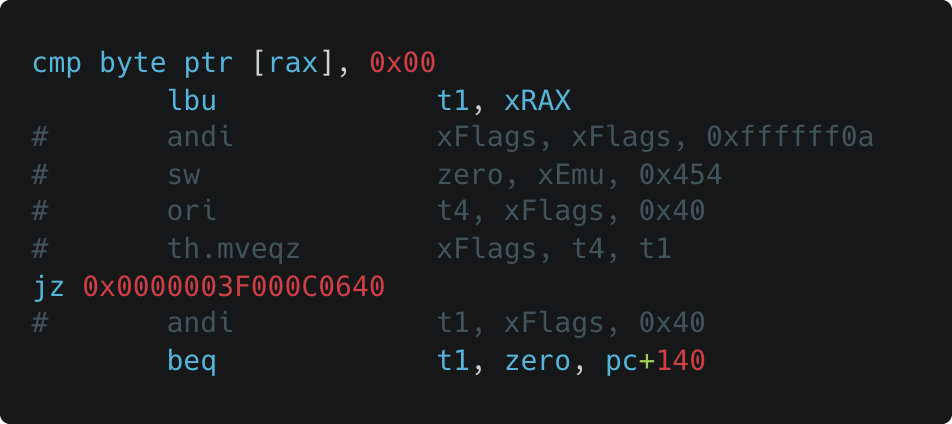 cmp byte ptr [rax], 0x00
lbu t1, xRAX
# andi xFlags, xFlags, 0xffffff0a
# sw zero, xEmu, 0x454
# ori t4, xFlags, 0x40
# th.mveqz xFlags, t4, t1
jz 0x0000003F000C0640
# andi t1, xFlags, 0x40
beq t1, zero, pc+140